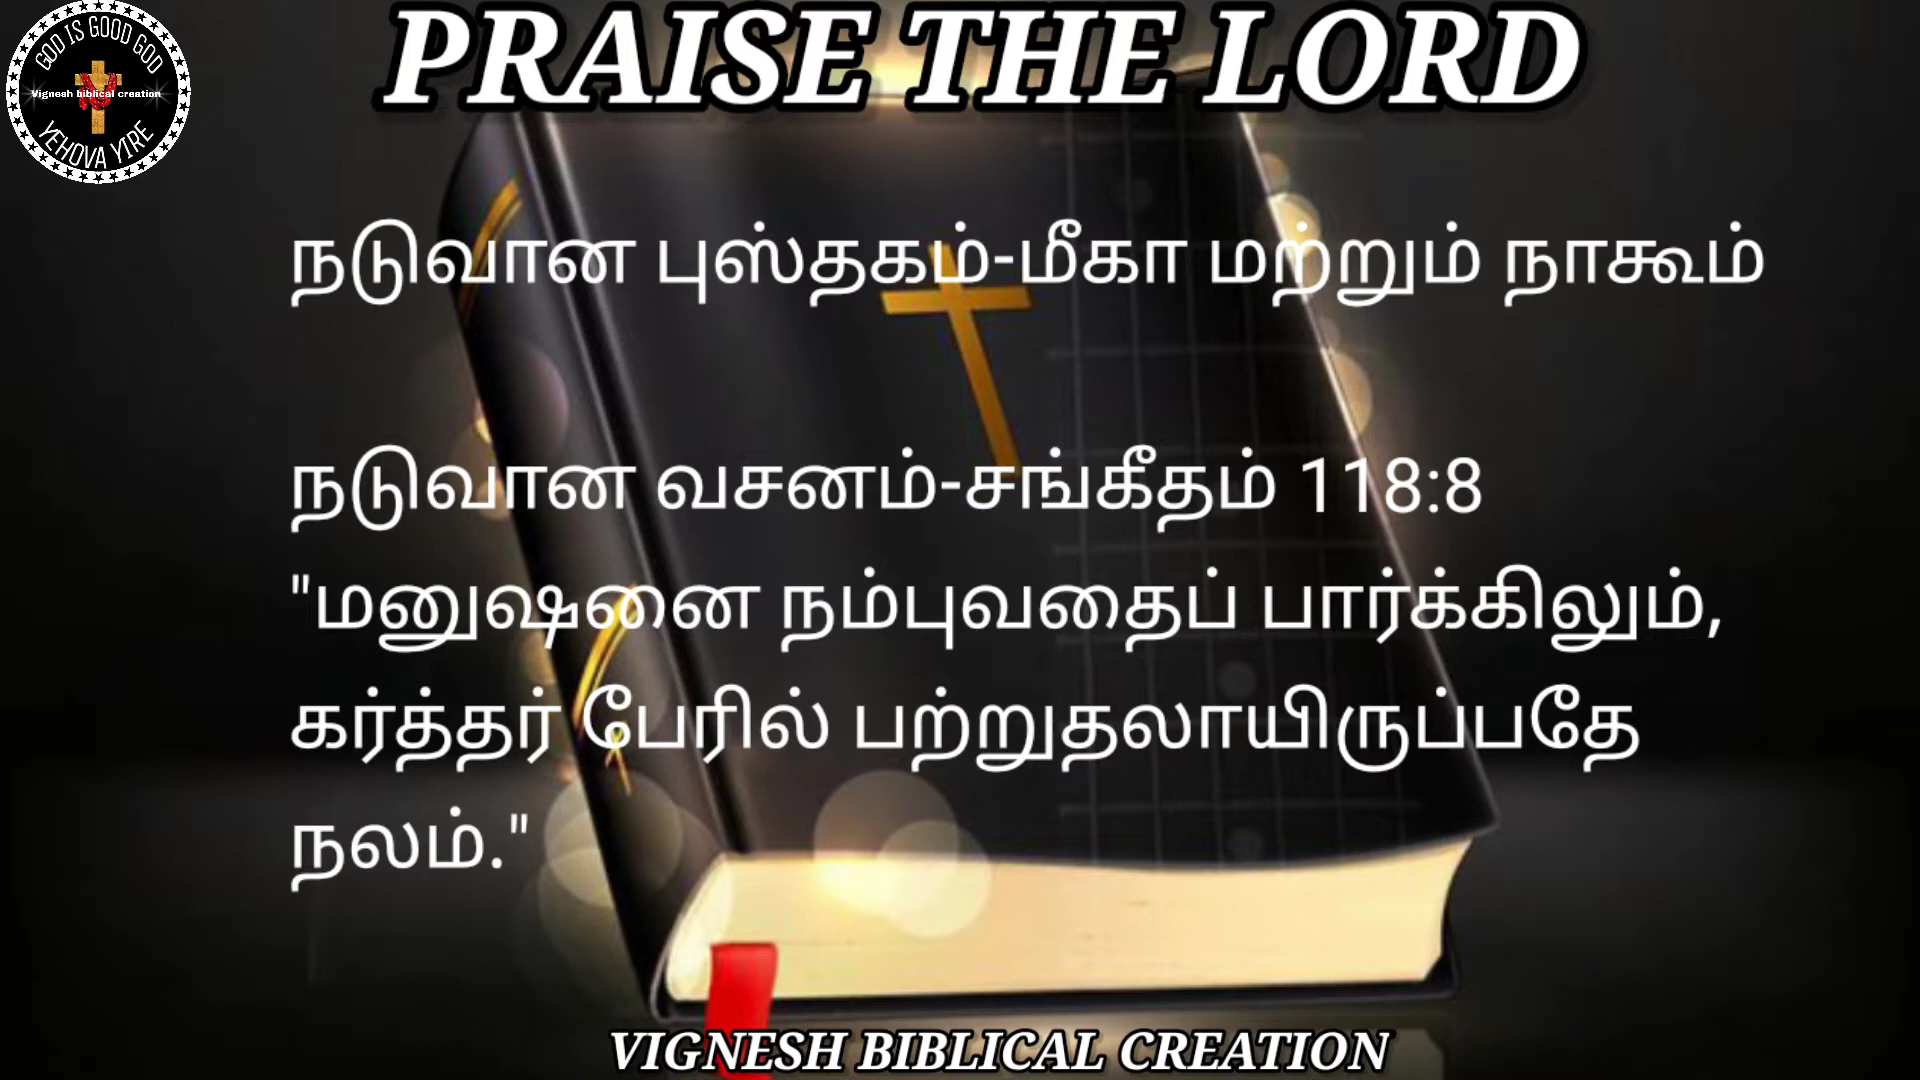 PRAISE THE LORD
GOD IS GOOD GOD
Vignesh biblical creation
YEHOVA YIRE
நடுவான புஸ்தகம்-மீகா மற்றும் நாகூம்
நடுவான வசனம்-சங்கீதம் 118:8
"மனுஷனை நம்புவதைப் பார்க்கிலும்,
கர்த்தர் பேரில் பற்றுதலாயிருப்பதே
நலம்."
VIGNESH BIBLICAL CREATION